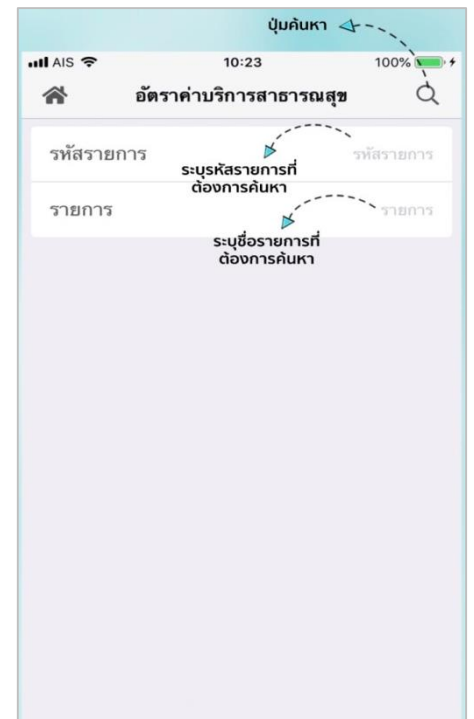 ปุ่มค้นหา
AIS 10:23 100%
อัตราค่าบริการสาธารณสุข
รหัสรายการ รหัสรายการ
ระบุรหัสรายการที่
ต้องการค้นหา
รายการ รายการ
ระบุชื่อรายการที่
ต้องการค้นหา